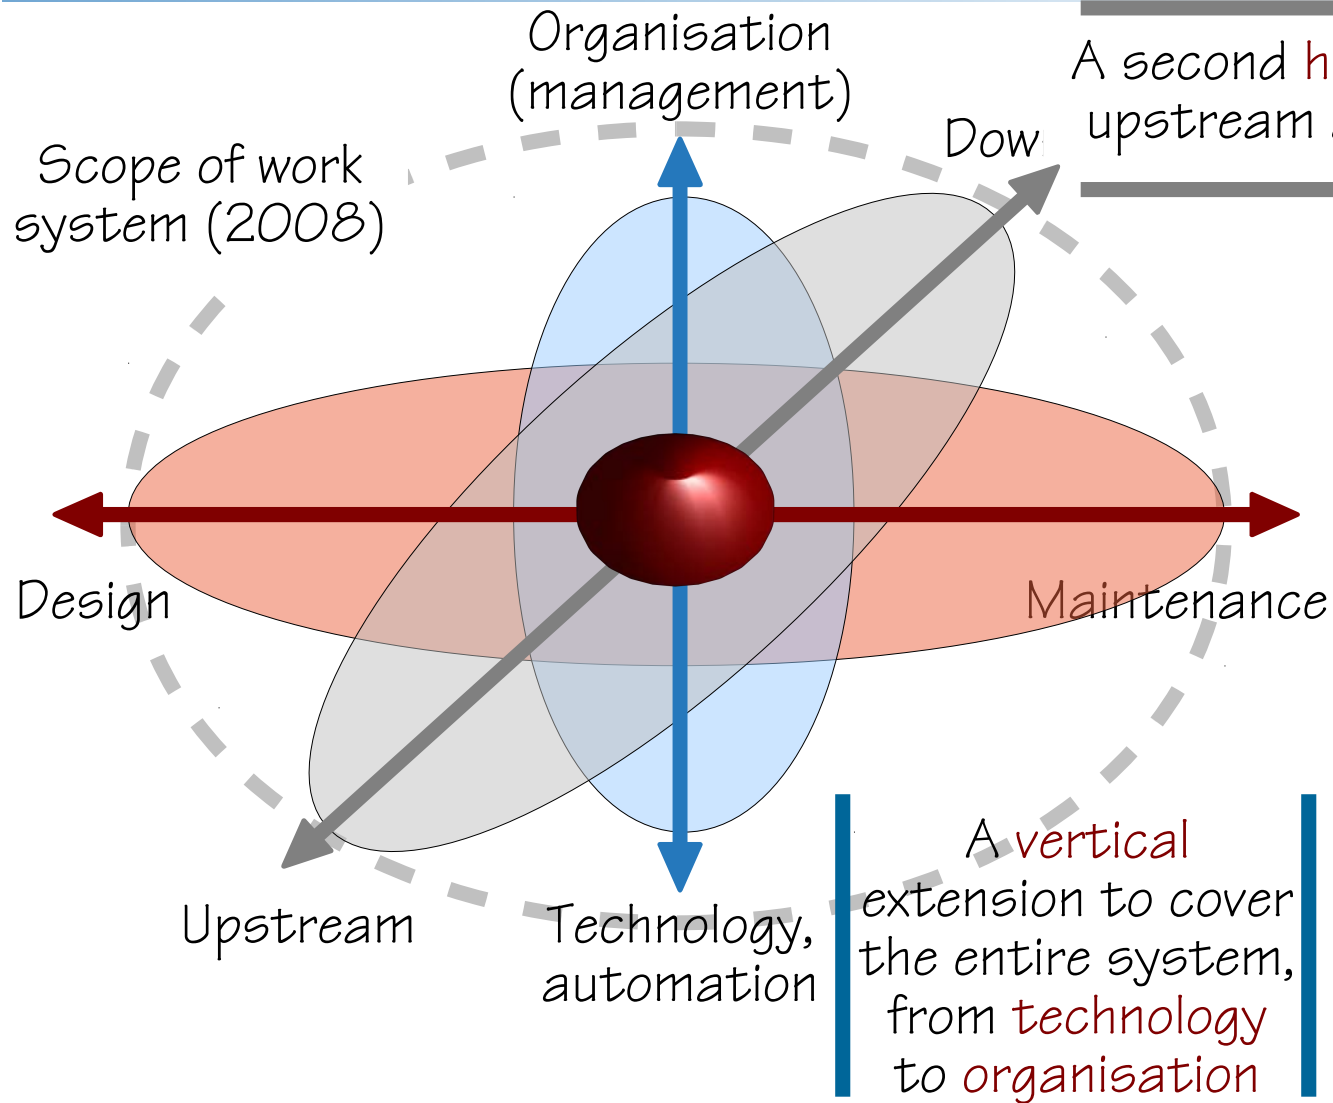 Organisation
(management)
A second
upstream
Scope of work
system (2008)
Design
Maintenance
Upstream
Technology,
automation
A vertical
extension to cover
the entire system,
from technology
to organisation